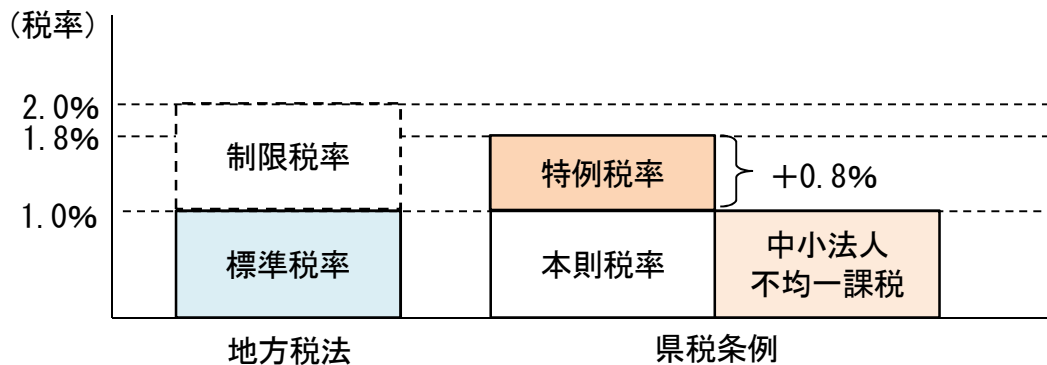 (税率)
2.0%
1.8%
1.0%
制限税率
標準税率
特例税率
+0.8%
本則税率
中小法人
不均一課税
地方税法
県税条例